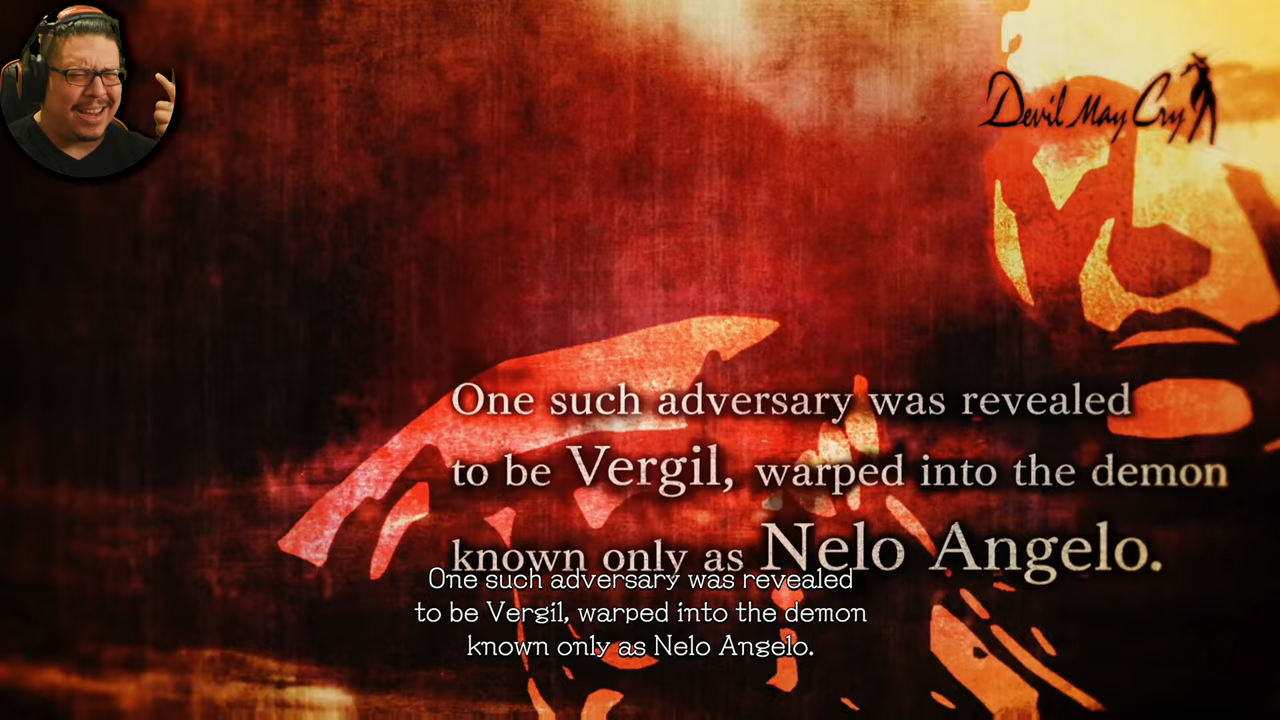 Devil May Cry
One such adversary was revealed
to be Vergil, warped into the demon
known only as Nelo Angelo.
One such adversary was revealed
to be Vergil, warped into the demon
known only as Nelo Angelo.